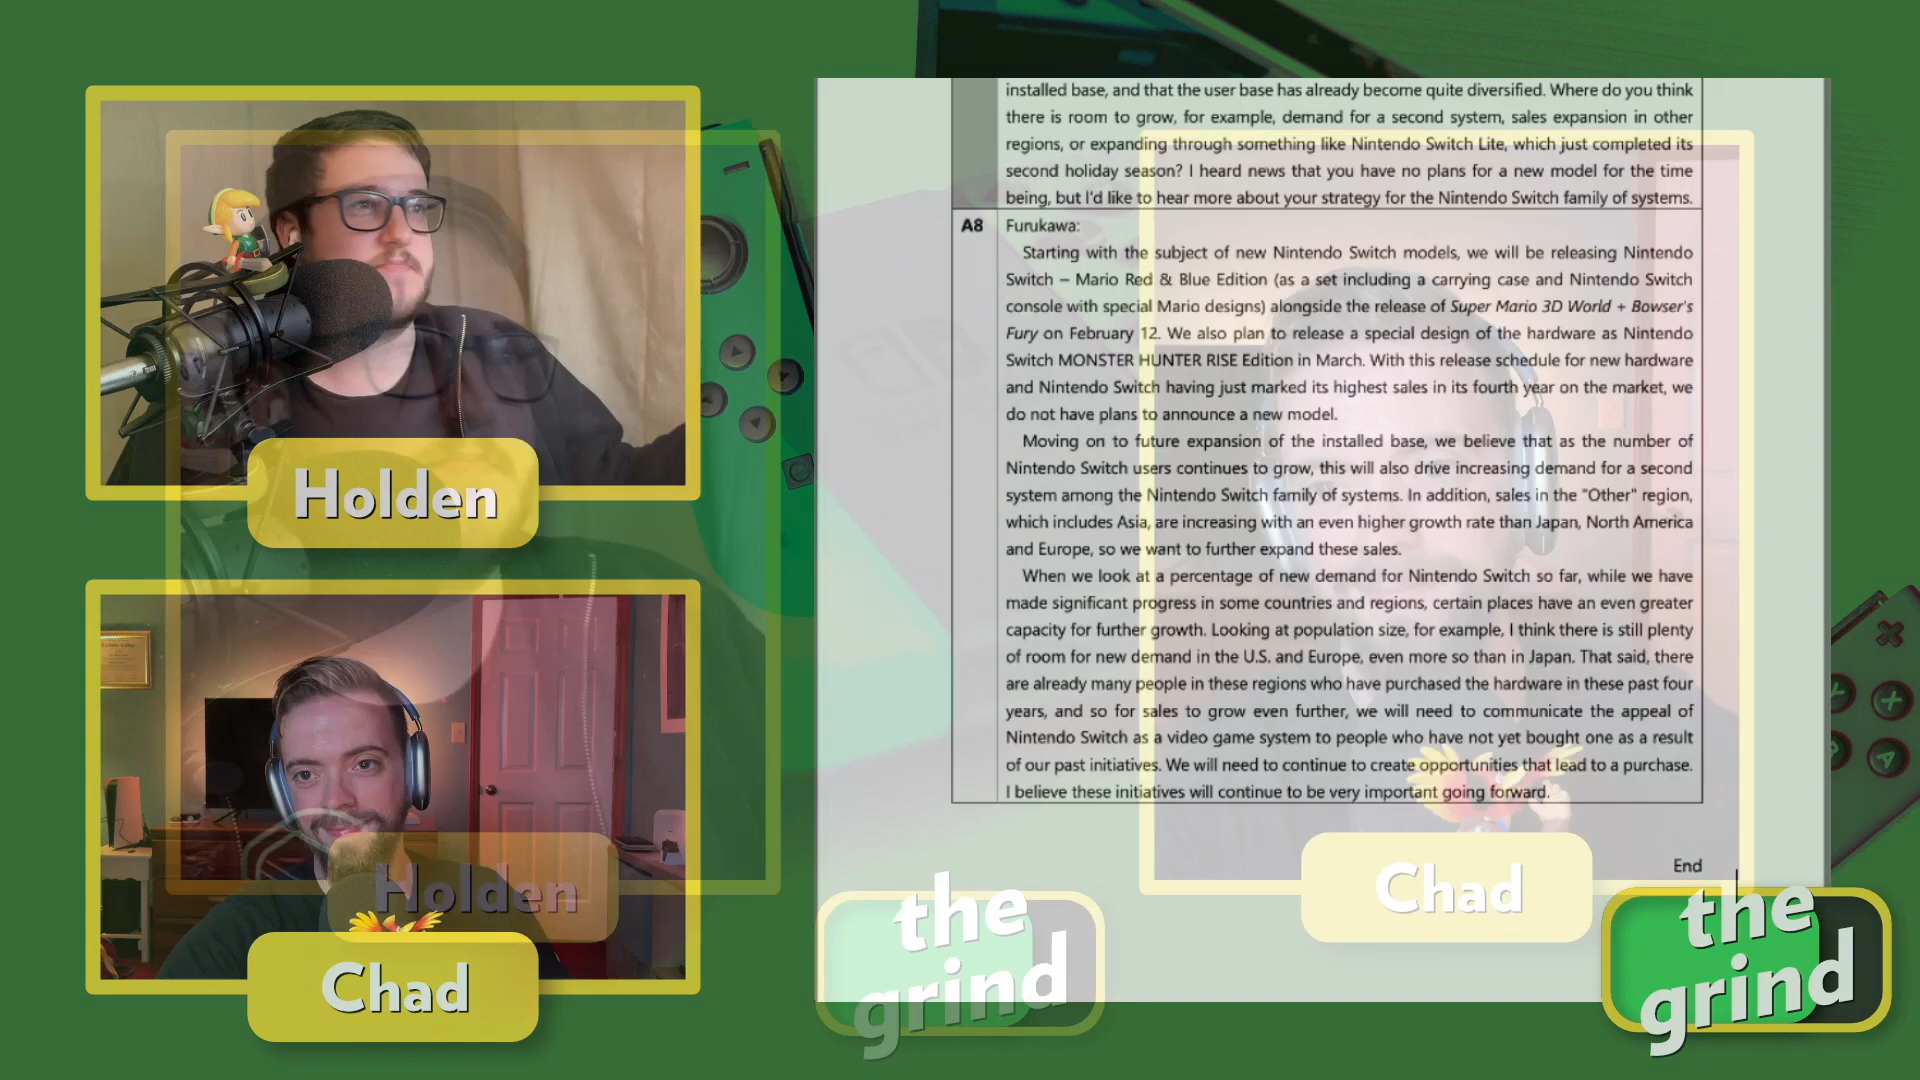 Holden
Chad
Holden
installed base, and that the user base has already become quite diversified. Where do you think
there is room to grow, for example, demand for a second system, sales expansion in other
regions, or expanding through something like Nintendo Switch Lite, which just completed its
second holiday season? I heard news that you have no plans for a new model for the time
being, but I'd like to hear more about your strategy for the Nintendo Switch family of systems.
A8 Furukawa:
Starting with the subject of new Nintendo Switch models, we will be releasing Nintendo
Switch – Mario Red & Blue Edition (as a set including a carrying case and Nintendo Switch
console with special Mario designs) alongside the release of Super Mario 3D World + Bowser's
Fury on February 12. We also plan to release a special design of the hardware as Nintendo
Switch MONSTER HUNTER RISE Edition in March. With this release schedule for new hardware
and Nintendo Switch having just marked its highest sales in its fourth year on the market, we
do not have plans to announce a new model.
Moving on to future expansion of the installed base, we believe that as the number of
Nintendo Switch users continues to grow, this will also drive increasing demand for a second
system among the Nintendo Switch family of systems. In addition, sales in the "Other" region,
which includes Asia, are increasing with an even higher growth rate than Japan, North America
and Europe, so we want to further expand these sales.
When we look at a percentage of new demand for Nintendo Switch so far, while we have
made significant progress in some countries and regions, certain places have an even greater
capacity for further growth. Looking at population size, for example, I think there is still plenty
of room for new demand in the U.S. and Europe, even more so than in Japan. That said, there
are already many people in these regions who have purchased the hardware in these past four
years, and so for sales to grow even further, we will need to communicate the appeal of
Nintendo Switch as a video game system to people who have not yet bought one as a result
of our past initiatives. We will need to continue to create opportunities that lead to a purchase.
I believe these initiatives will continue to be very important going forward.
End
Chad
the
grind
the
grind
Y
X
A